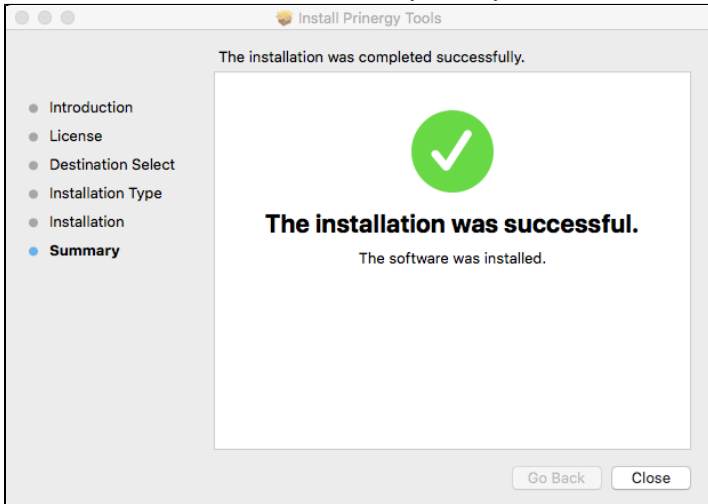 Install Prinergy Tools
The installation was completed successfully.
Introduction
License
Destination Select
Installation Type
Installation
Summary
The installation was successful.
The software was installed.
Go Back
Close